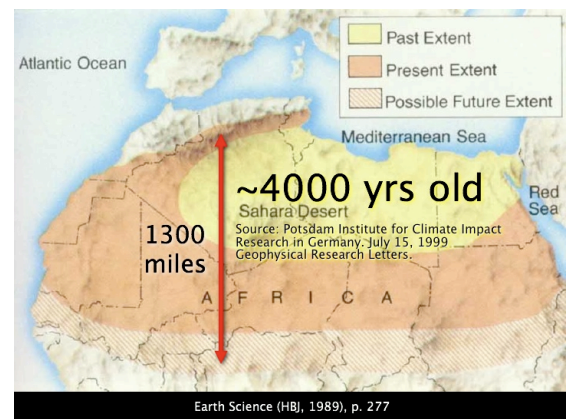 Atlantic Ocean
Past Extent
Present Extent
Possible Future Extent
Mediterranean Sea
~4000 yrs old
Red
Sea
Sahara Desert
Source: Potsdam Institute for Climate Impact
Research in Germany. July 15, 1999
Geophysical Research Letters.
1300
miles
A F R I C A
Earth Science (HBJ, 1989), p. 277